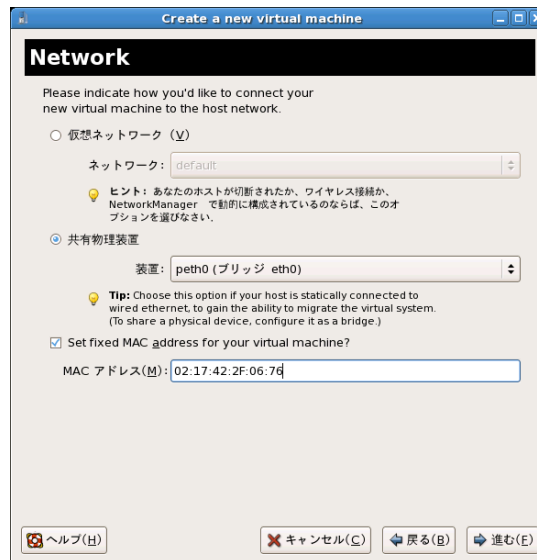 Create a new virtual machine
Network
Please indicate how you'd like to connect your
new virtual machine to the host network.
仮想ネットワーク (V)
ネットワーク: default
ヒント: あなたのホストが切断されたか、ワイヤレス接続か、
NetworkManager で動的に構成されているのならば、このオ
プションを選びなさい.
共有物理装置
装置: peth0 (ブリッジ eth0)
Tip: Choose this option if your host is statically connected to
wired ethernet, to gain the ability to migrate the virtual system.
(To share a physical device, configure it as a bridge.)
Set fixed MAC address for your virtual machine?
MAC アドレス(M): 02:17:42:2F:06:76
ヘルプ(H) キャンセル(C) 戻る(B) 進む(F)